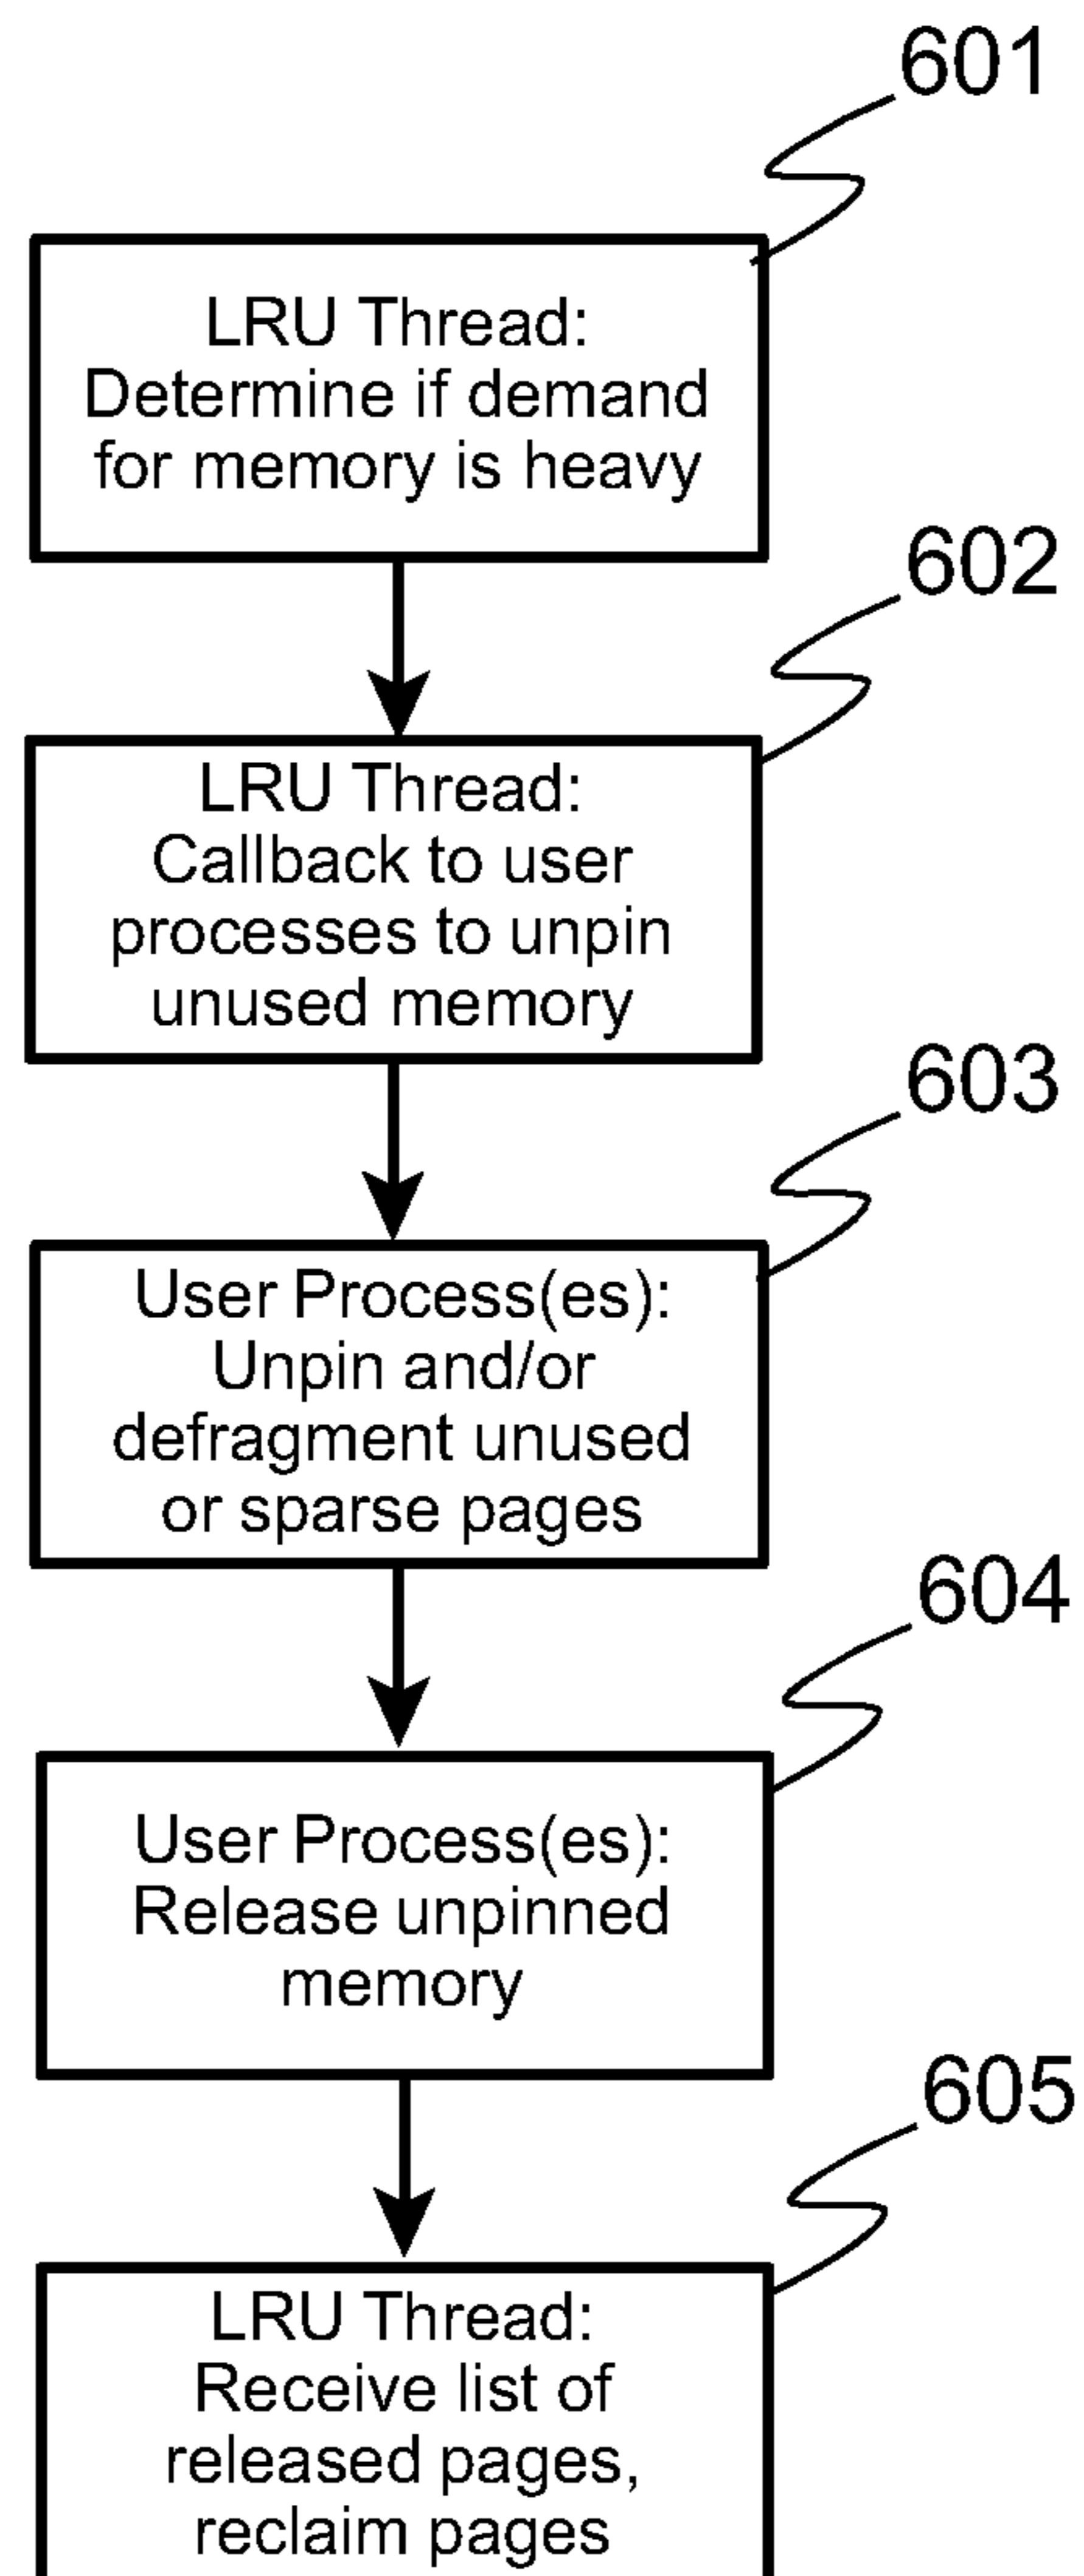 601
LRU Thread:
Determine if demand
for memory is heavy
602
LRU Thread:
Callback to user
processes to unpin
unused memory
603
User Process(es):
Unpin and/or
defragment unused
or sparse pages
604
User Process(es):
Release unpinned
memory
605
LRU Thread:
Receive list of
released pages,
reclaim pages